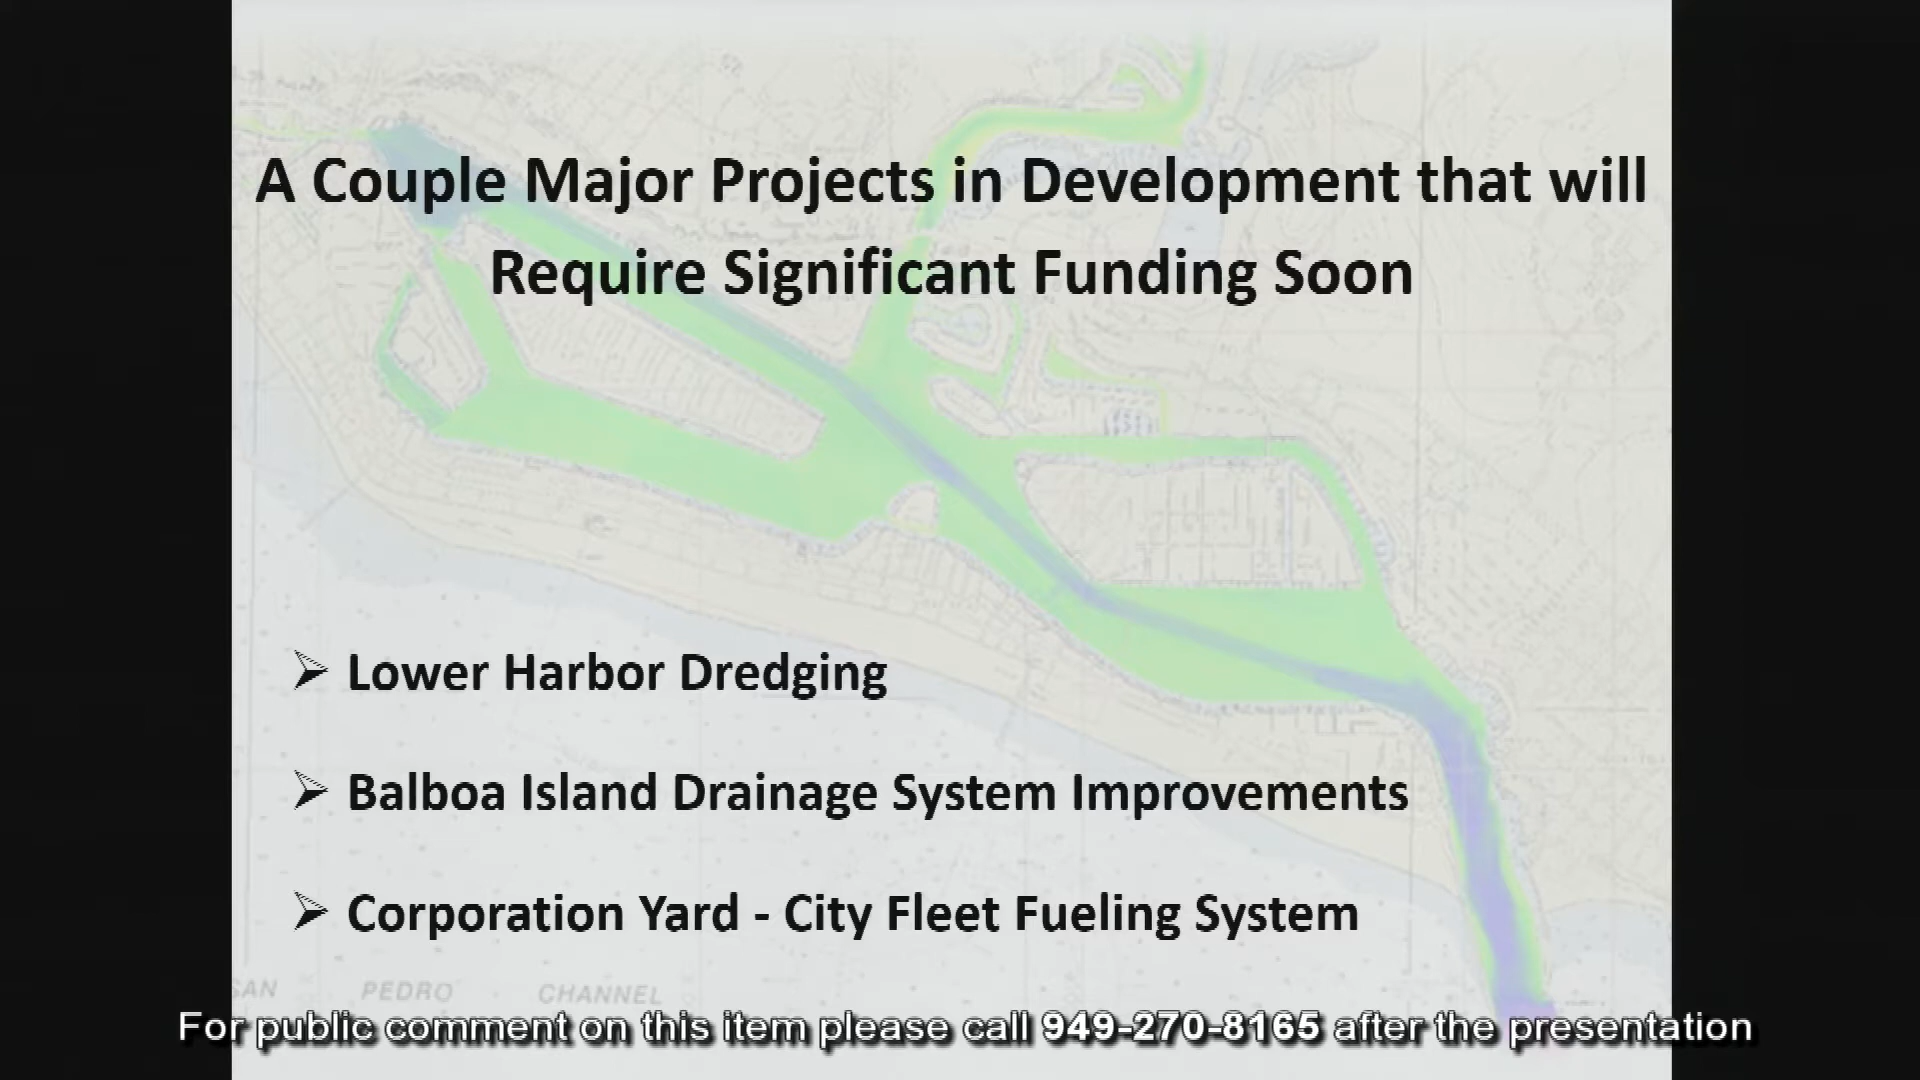 A Couple Major Projects in Development that will
Require Significant Funding Soon
Lower Harbor Dredging
Balboa Island Drainage System Improvements
Corporation Yard - City Fleet Fueling System
SAN PEDRO CHANNEL
For public comment on this item please call 949-270-8165 after the presentation